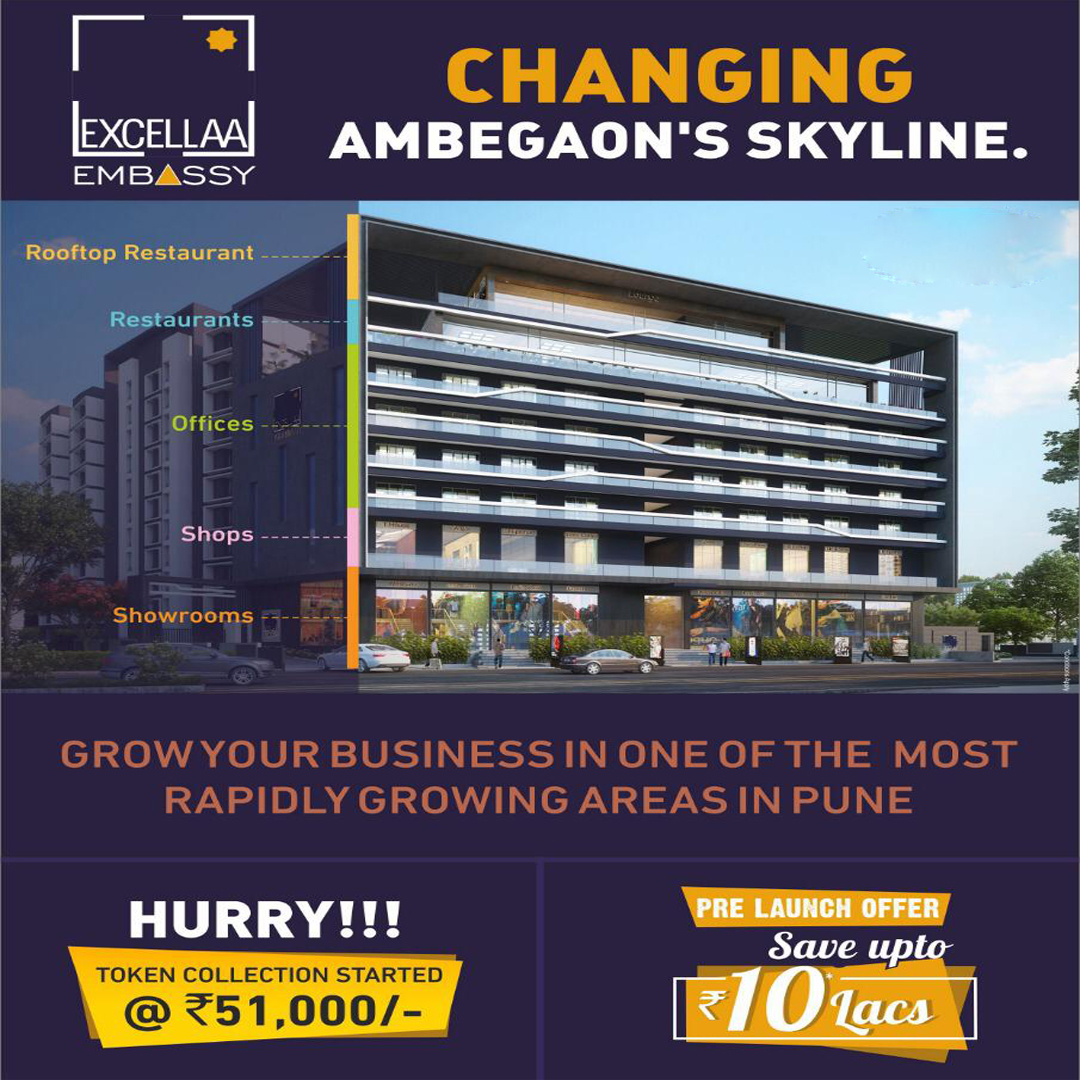 EXCELLAA
EMBASSY
CHANGING
AMBEGAON'S SKYLINE.
Rooftop Restaurant
Restaurants
Offices
Shops
Showrooms
Lounge
GROW YOUR BUSINESS IN ONE OF THE MOST
RAPIDLY GROWING AREAS IN PUNE
HURRY!!!
TOKEN COLLECTION STARTED
@ ₹51,000/-
PRE LAUNCH OFFER
Save upto
₹10* Lacs